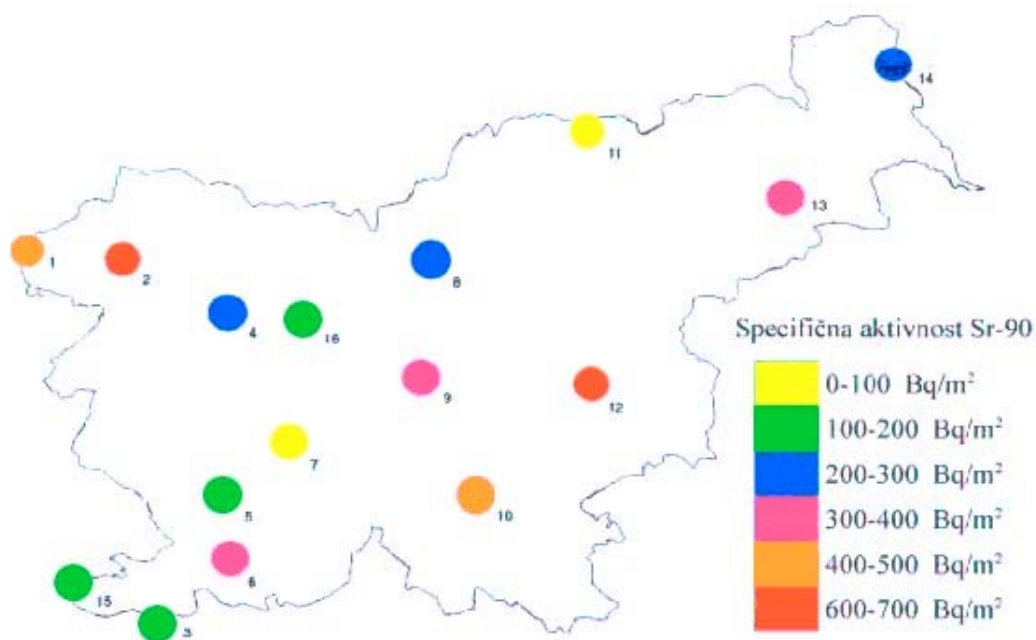 14
11
13
1
2
8
4
16
9
12
7
5
10
6
15
3
Specifična aktivnost Sr-90
0-100 Bq/m²
100-200 Bq/m²
200-300 Bq/m²
300-400 Bq/m²
400-500 Bq/m²
600-700 Bq/m²